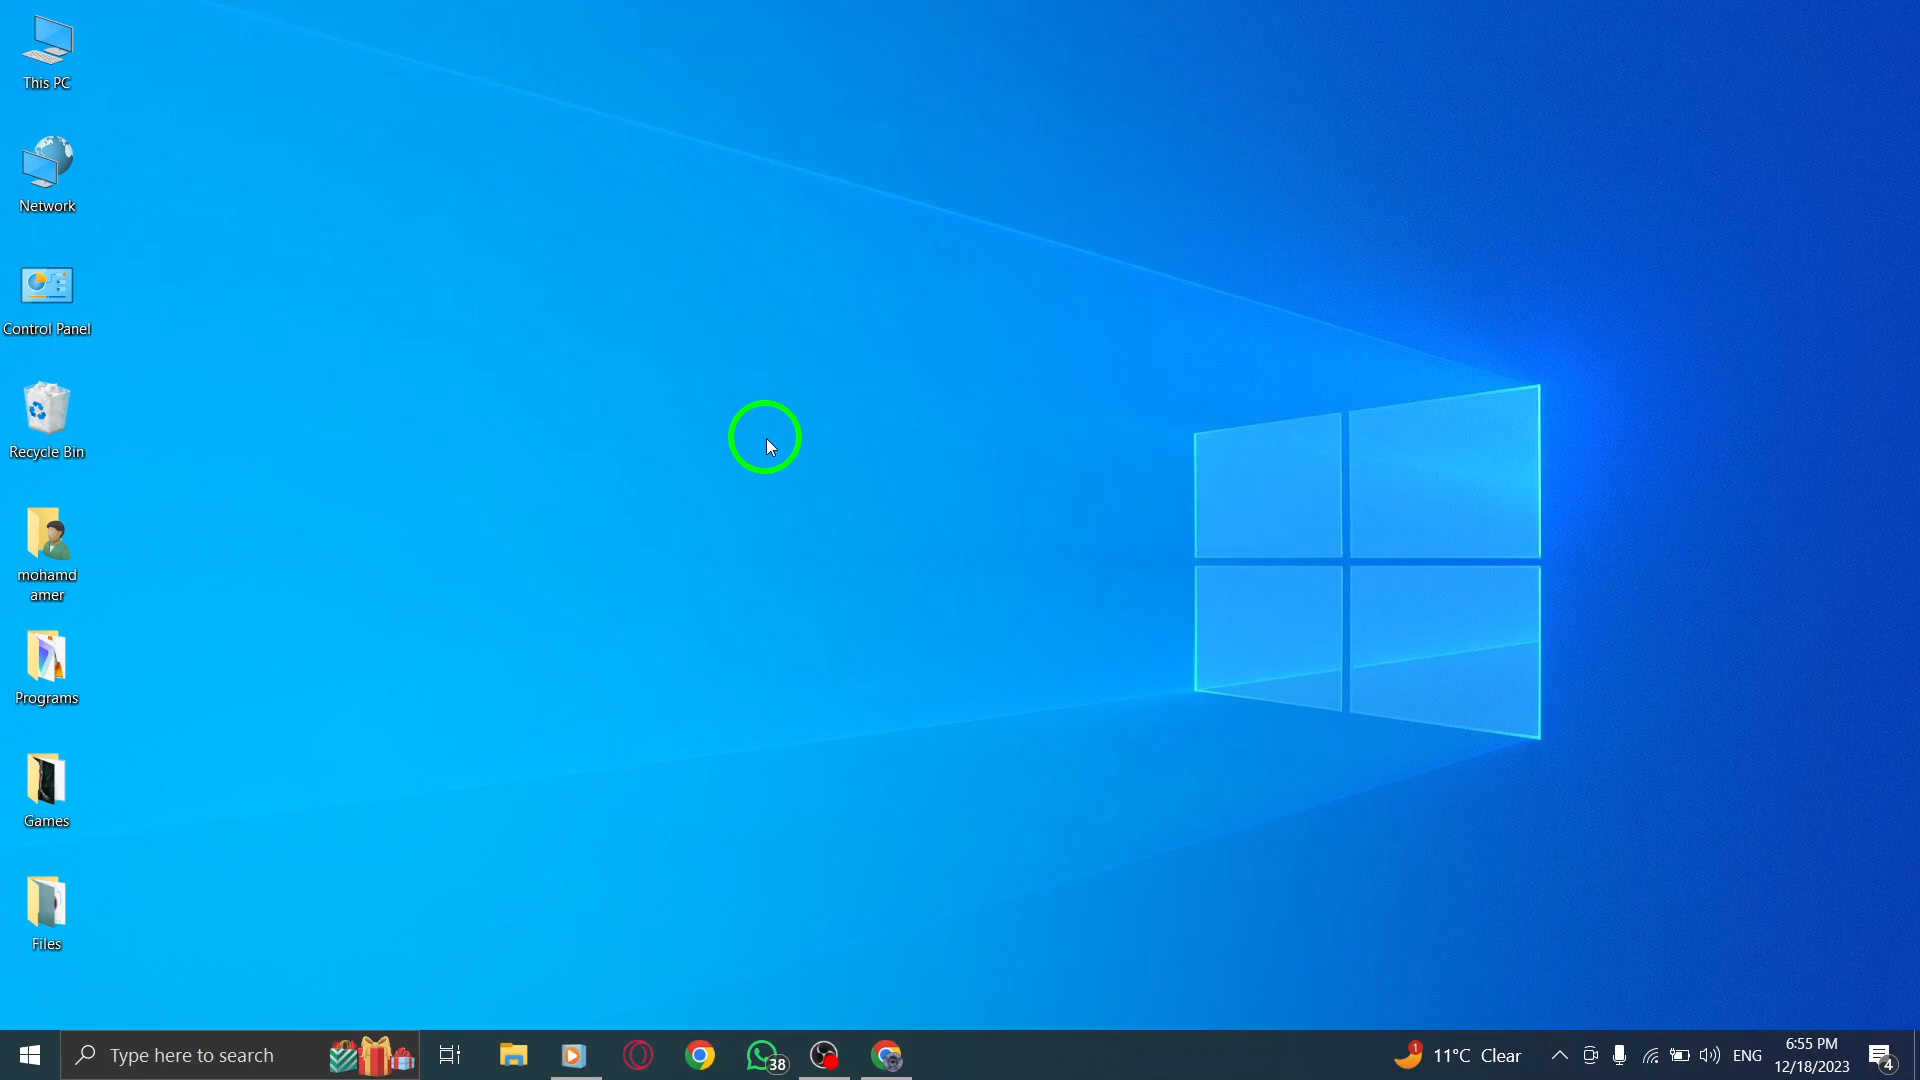 This PC
Network
Control Panel
Recycle Bin
mohamd
amer
Programs
Games
Files
Type here to search
38
1
11°C Clear
ENG
6:55 PM
12/18/2023
4